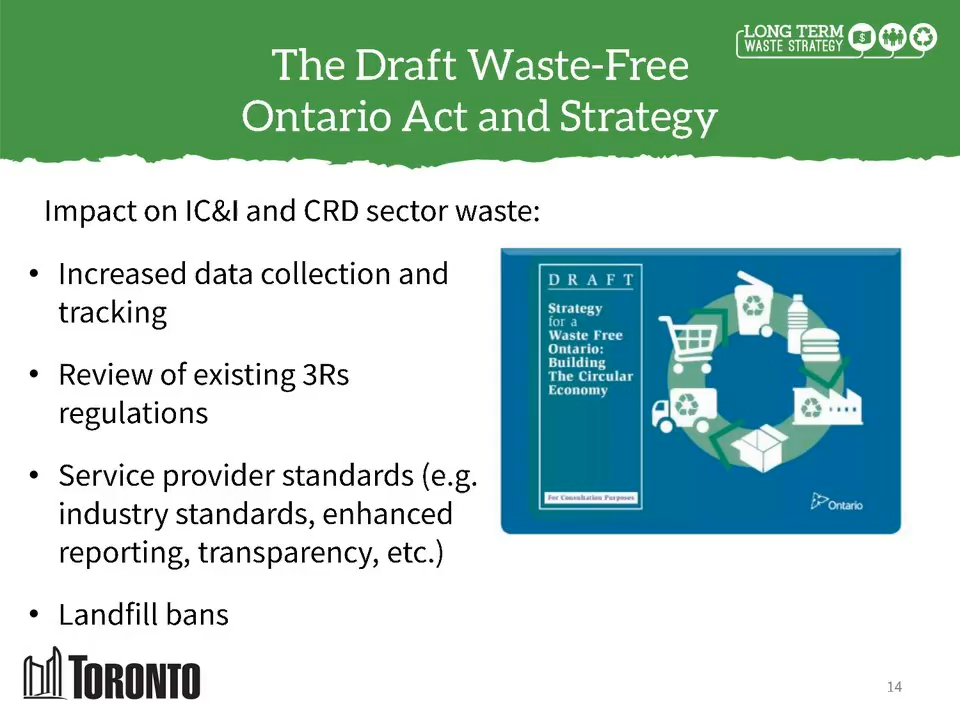 LONG TERM
WASTE STRATEGY
$
The Draft Waste-Free
Ontario Act and Strategy
Impact on IC&I and CRD sector waste:
• Increased data collection and
tracking
• Review of existing 3Rs
regulations
• Service provider standards (e.g.
industry standards, enhanced
reporting, transparency, etc.)
• Landfill bans
DRAFT
Strategy
for a
Waste Free
Ontario:
Building
The Circular
Economy
For Consultation Purposes
Ontario
TORONTO
14